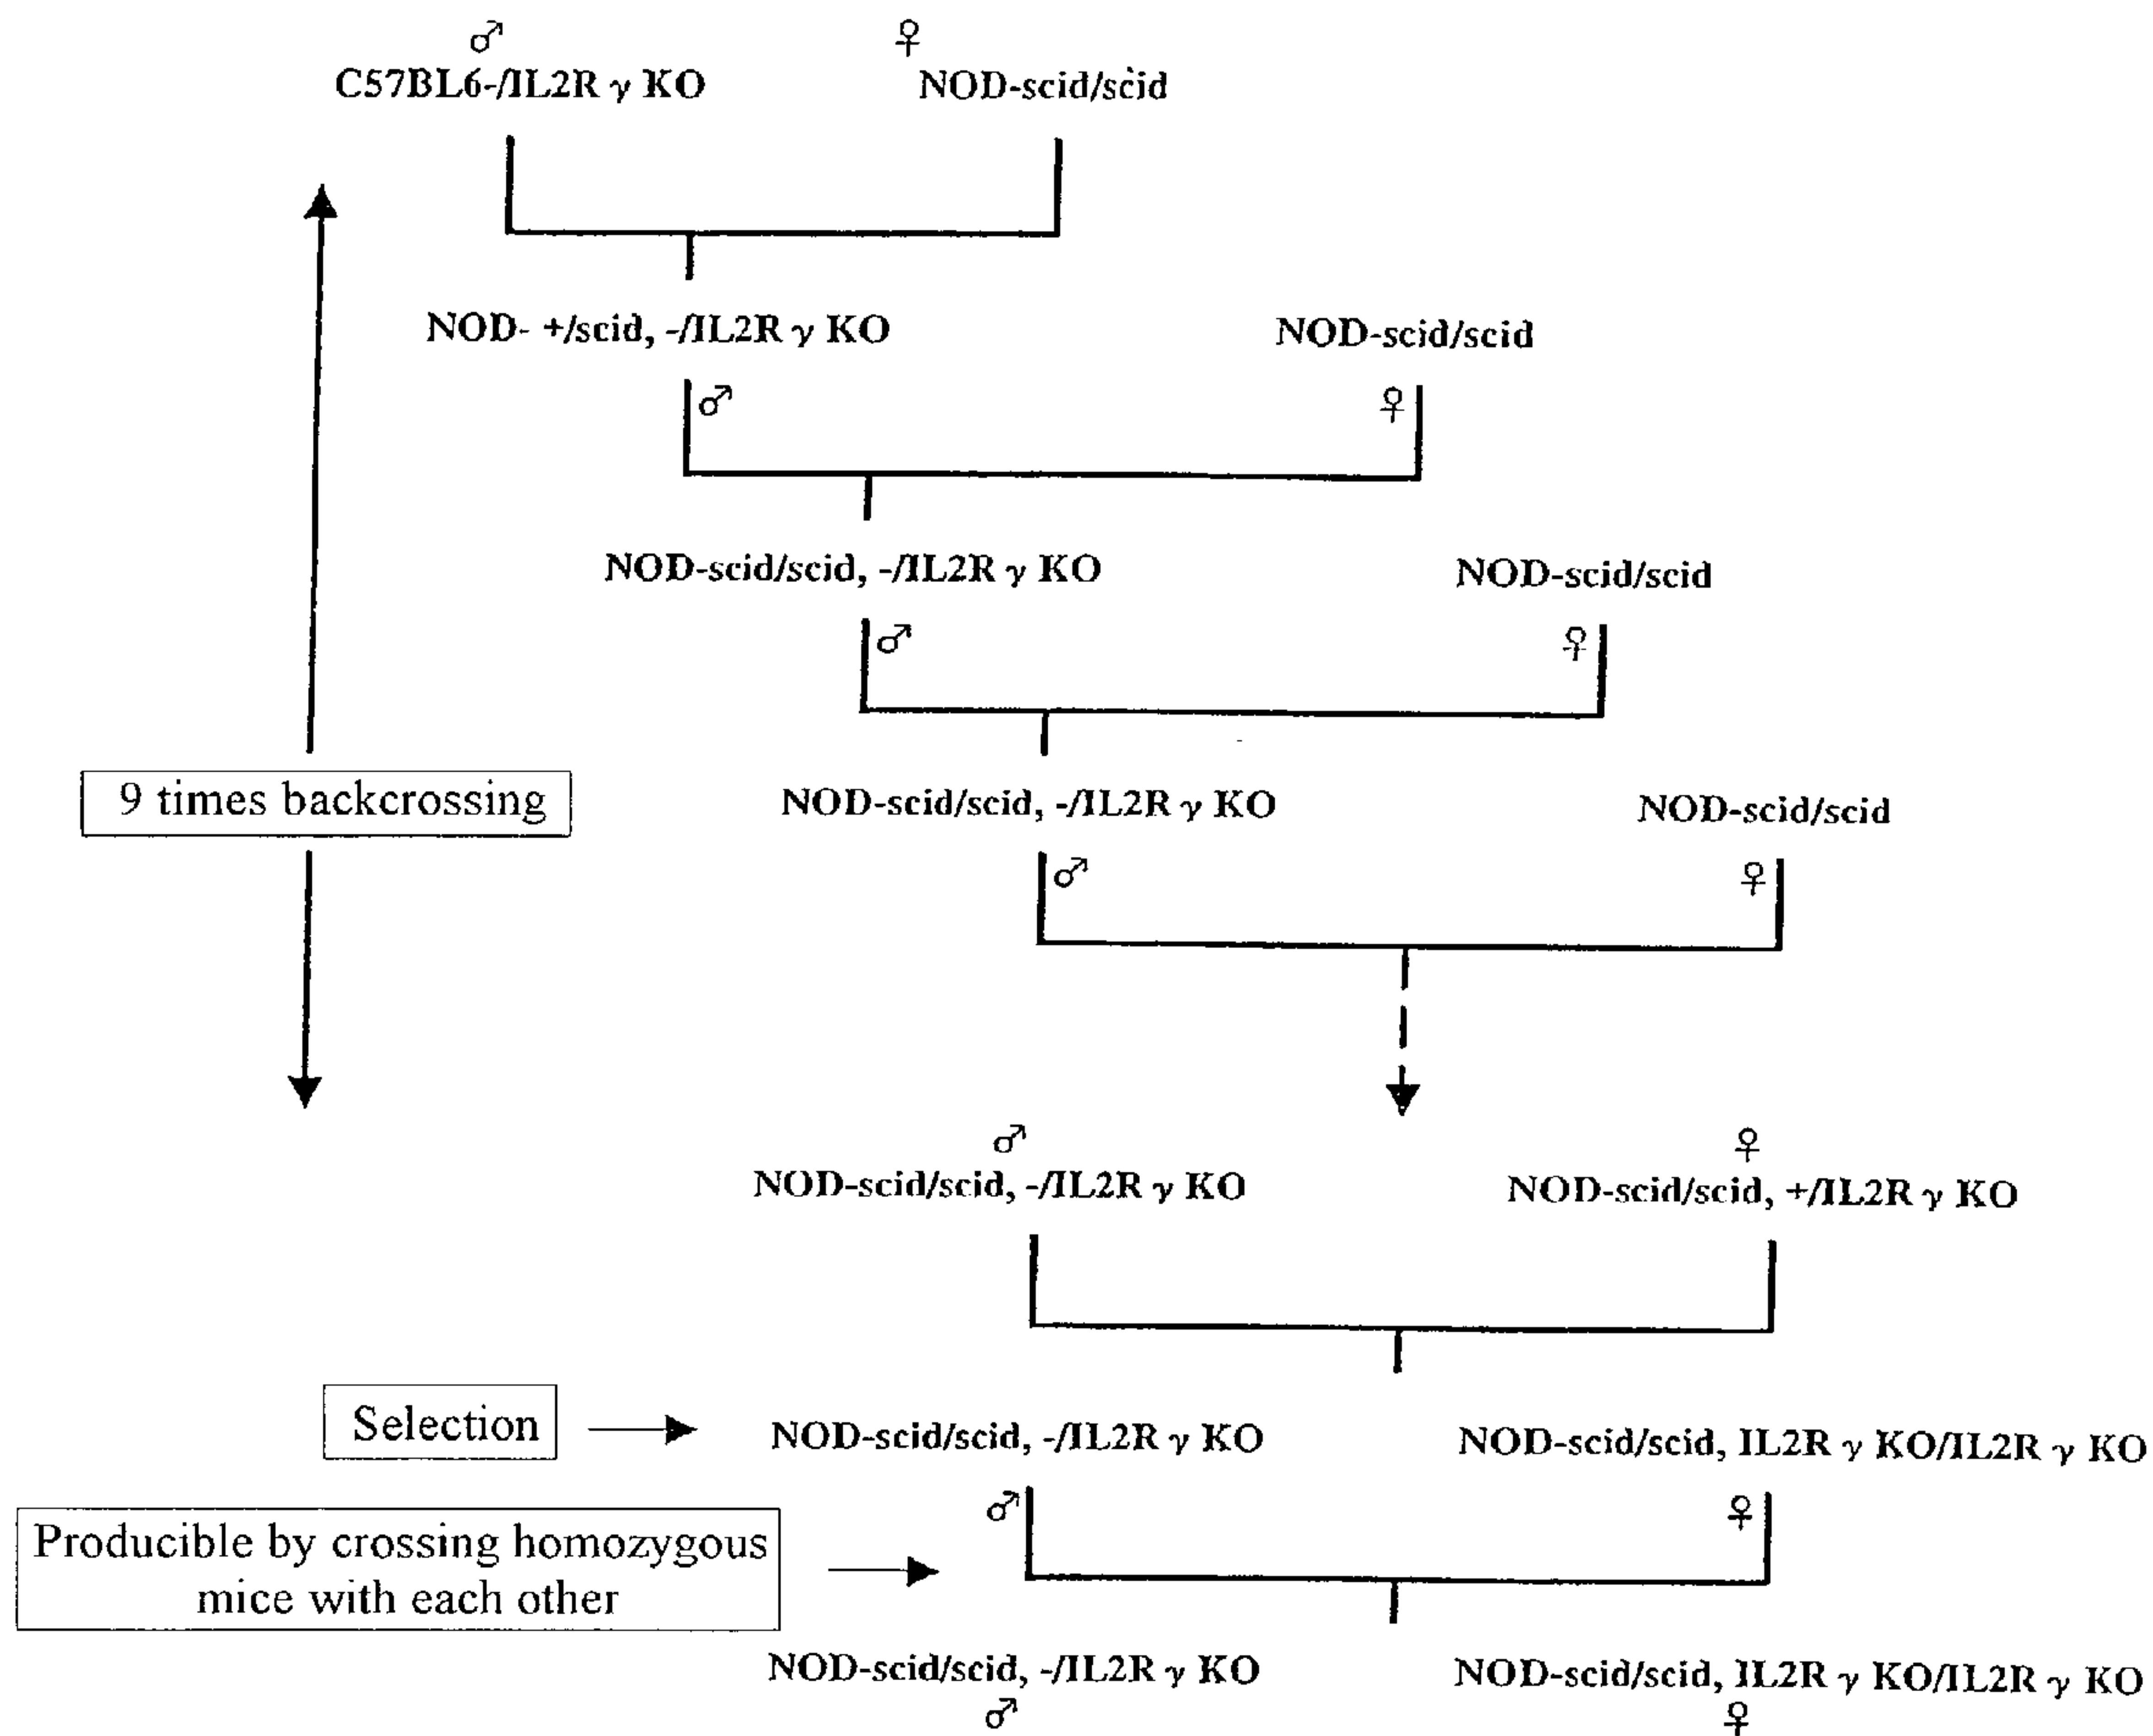 ♂ ♀
C57BL6-/IL2R γ KO NOD-scid/scid
NOD- +/scid, -/IL2R γ KO NOD-scid/scid
♂ ♀
NOD-scid/scid, -/IL2R γ KO NOD-scid/scid
♂ ♀
9 times backcrossing NOD-scid/scid, -/IL2R γ KO NOD-scid/scid
♂ ♀
♂ ♀
NOD-scid/scid, -/IL2R γ KO NOD-scid/scid, +/IL2R γ KO
Selection NOD-scid/scid, -/IL2R γ KO NOD-scid/scid, IL2R γ KO/IL2R γ KO
♂ ♀
Producible by crossing homozygous
mice with each other
NOD-scid/scid, -/IL2R γ KO NOD-scid/scid, IL2R γ KO/IL2R γ KO
♂ ♀